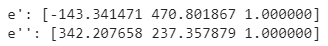 e': [-143.341471 470.801867 1.000000]
e'': [342.207658 237.357879 1.000000]